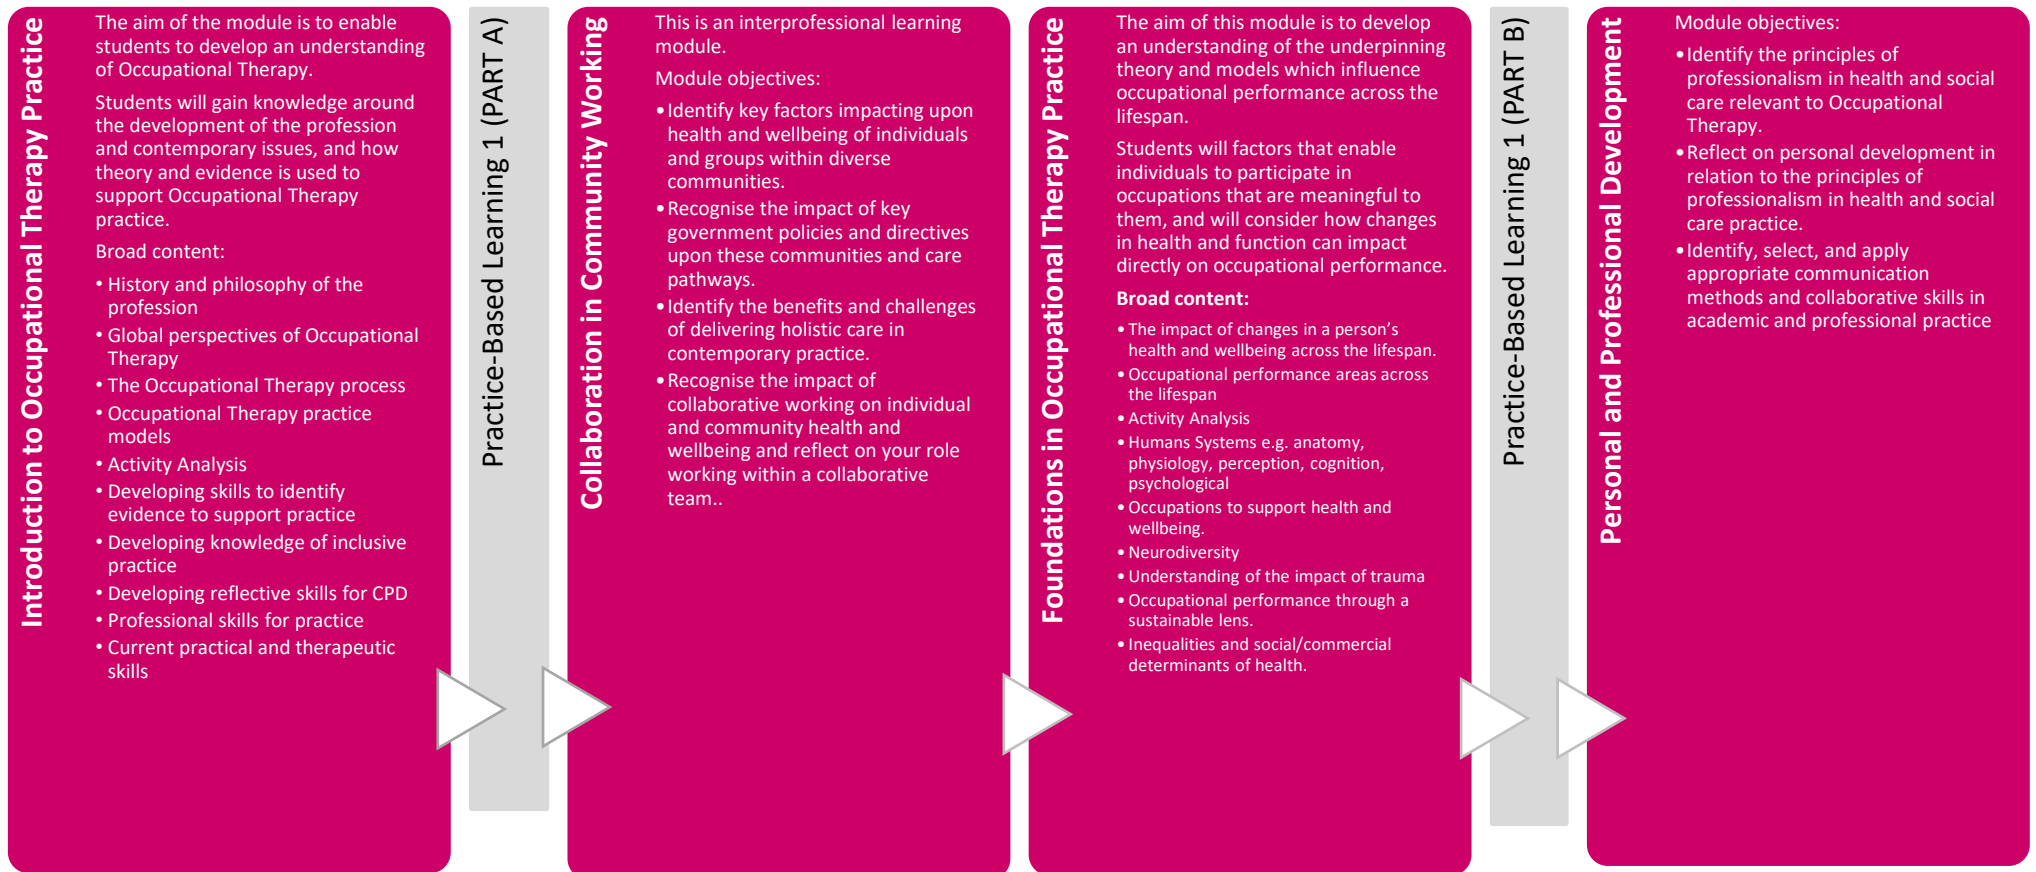 Introduction to Occupational Therapy Practice
The aim of the module is to enable
students to develop an understanding
of Occupational Therapy.
Students will gain knowledge around
the development of the profession
and contemporary issues, and how
theory and evidence is used to
support Occupational Therapy
practice.
Broad content:
• History and philosophy of the
profession
• Global perspectives of Occupational
Therapy
• The Occupational Therapy process
• Occupational Therapy practice
models
• Activity Analysis
• Developing skills to identify
evidence to support practice
• Developing knowledge of inclusive
practice
• Developing reflective skills for CPD
• Professional skills for practice
• Current practical and therapeutic
skills
Practice-Based Learning 1 (PART A)
Collaboration in Community Working
This is an interprofessional learning
module.
Module objectives:
•Identify key factors impacting upon
health and wellbeing of individuals
and groups within diverse
communities.
•Recognise the impact of key
government policies and directives
upon these communities and care
pathways.
•Identify the benefits and challenges
of delivering holistic care in
contemporary practice.
•Recognise the impact of
collaborative working on individual
and community health and
wellbeing and reflect on your role
working within a collaborative
team..
Foundations in Occupational Therapy Practice
The aim of this module is to develop
an understanding of the underpinning
theory and models which influence
occupational performance across the
lifespan.
Students will factors that enable
individuals to participate in
occupations that are meaningful to
them, and will consider how changes
in health and function can impact
directly on occupational performance.
Broad content:
•The impact of changes in a person’s
health and wellbeing across the lifespan.
•Occupational performance areas across
the lifespan
•Activity Analysis
•Humans Systems e.g. anatomy,
physiology, perception, cognition,
psychological
•Occupations to support health and
wellbeing.
•Neurodiversity
•Understanding of the impact of trauma
•Occupational performance through a
sustainable lens.
•Inequalities and social/commercial
determinants of health.
Practice-Based Learning 1 (PART B)
Personal and Professional Development
Module objectives:
•Identify the principles of
professionalism in health and social
care relevant to Occupational
Therapy.
•Reflect on personal development in
relation to the principles of
professionalism in health and social
care practice.
•Identify, select, and apply
appropriate communication
methods and collaborative skills in
academic and professional practice